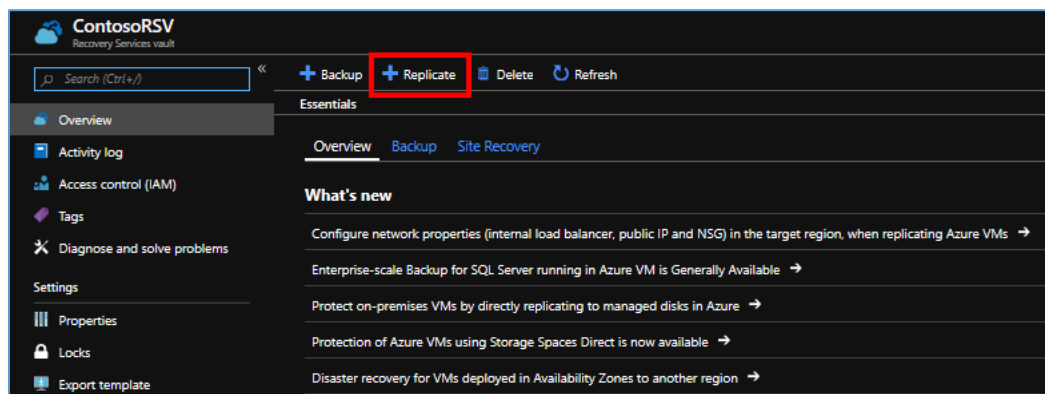 ContosoRSV
Recovery Services vault
Search (Ctrl+/)
«
Backup Replicate Delete Refresh
Essentials
Overview
Activity log
Access control (IAM)
Tags
Diagnose and solve problems
Settings
Properties
Locks
Export template
Overview Backup Site Recovery
What's new
Configure network properties (internal load balancer, public IP and NSG) in the target region, when replicating Azure VMs →
Enterprise-scale Backup for SQL Server running in Azure VM is Generally Available →
Protect on-premises VMs by directly replicating to managed disks in Azure →
Protection of Azure VMs using Storage Spaces Direct is now available →
Disaster recovery for VMs deployed in Availability Zones to another region →